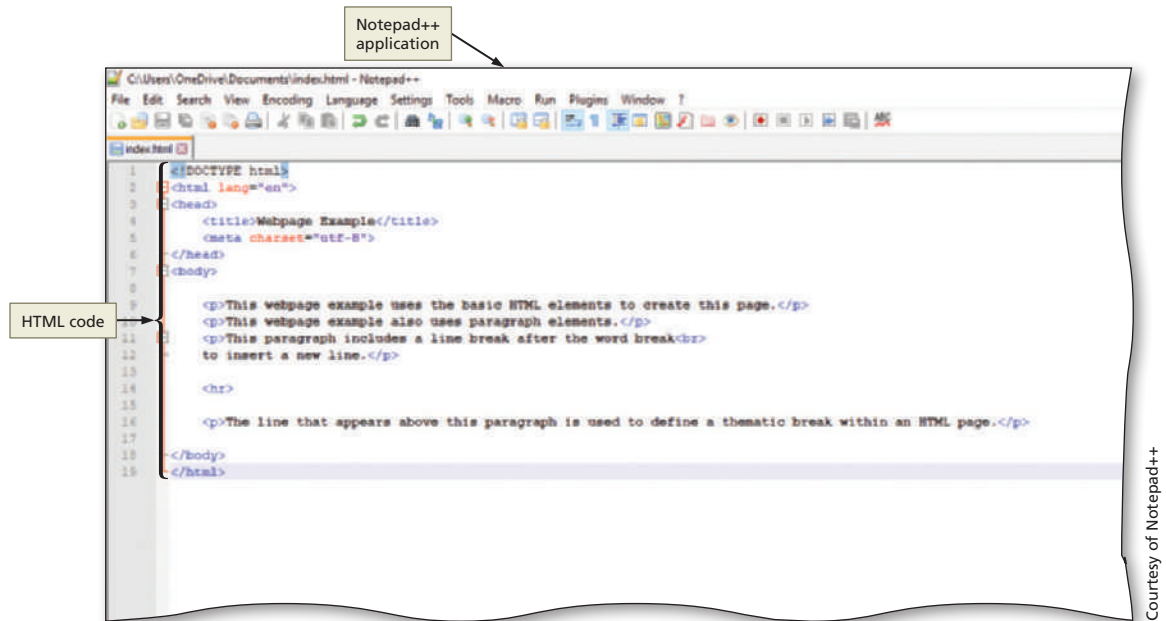 Notepad++
application
C:\Users\OneDrive\Documents\index.html - Notepad++
File Edit Search View Encoding Language Settings Tools Macro Run Plugins Window ?
index.html
1 <!DOCTYPE html>
2 <html lang="en">
3 <head>
4 <title>Webpage Example</title>
5 <meta charset="utf-8">
6 </head>
7 <body>
8
9 <p>This webpage example uses the basic HTML elements to create this page.</p>
HTML code
10 <p>This webpage example also uses paragraph elements.</p>
11 <p>This paragraph includes a line break after the word break<br>
12 to insert a new line.</p>
13
14 <hr>
15
16 <p>The line that appears above this paragraph is used to define a thematic break within an HTML page.</p>
17
18 </body>
19 </html>
Courtesy of Notepad++